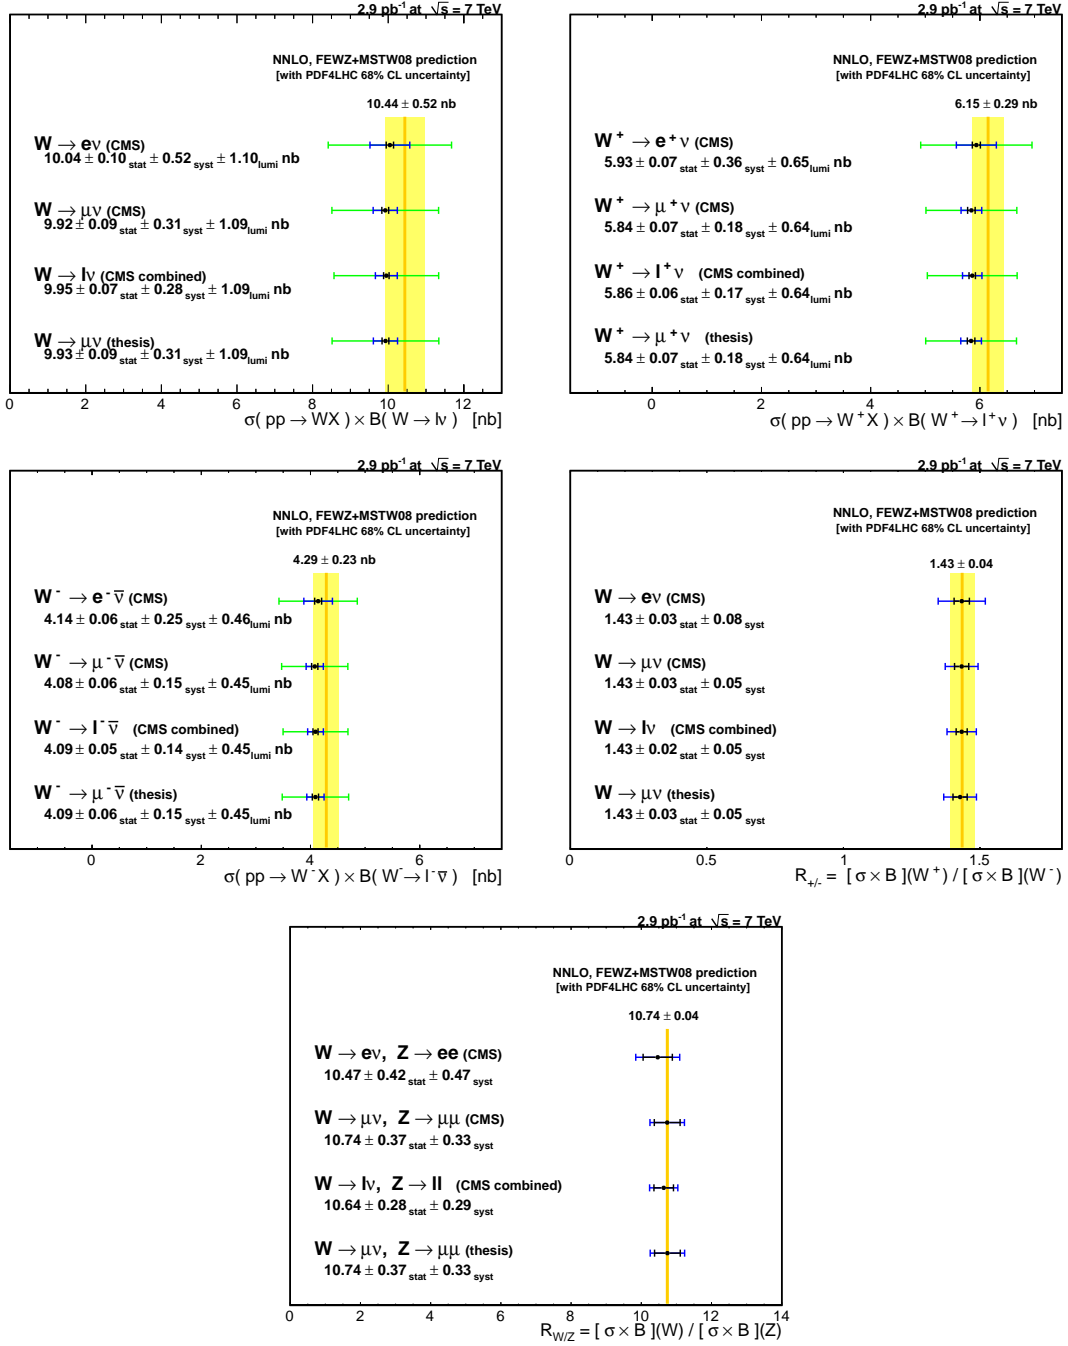 2.9 pb⁻¹ at √s = 7 TeV
NNLO, FEWZ+MSTW08 prediction
[with PDF4LHC 68% CL uncertainty]
10.44 ± 0.52 nb
W → eν (CMS)
10.04 ± 0.10 stat ± 0.52 syst ± 1.10 lumi nb
W → μν (CMS)
9.92 ± 0.09 stat ± 0.31 syst ± 1.09 lumi nb
W → lν (CMS combined)
9.95 ± 0.07 stat ± 0.28 syst ± 1.09 lumi nb
W → μν (thesis)
9.93 ± 0.09 stat ± 0.31 syst ± 1.09 lumi nb
0 2 4 6 8 10 12
σ( pp → WX ) × B( W → lν ) [nb]
2.9 pb⁻¹ at √s = 7 TeV
NNLO, FEWZ+MSTW08 prediction
[with PDF4LHC 68% CL uncertainty]
6.15 ± 0.29 nb
W⁺ → e⁺ν (CMS)
5.93 ± 0.07 stat ± 0.36 syst ± 0.65 lumi nb
W⁺ → μ⁺ν (CMS)
5.84 ± 0.07 stat ± 0.18 syst ± 0.64 lumi nb
W⁺ → l⁺ν (CMS combined)
5.86 ± 0.06 stat ± 0.17 syst ± 0.64 lumi nb
W⁺ → μ⁺ν (thesis)
5.84 ± 0.07 stat ± 0.18 syst ± 0.64 lumi nb
0 2 4 6
σ( pp → W⁺X ) × B( W⁺ → l⁺ν ) [nb]
2.9 pb⁻¹ at √s = 7 TeV
NNLO, FEWZ+MSTW08 prediction
[with PDF4LHC 68% CL uncertainty]
4.29 ± 0.23 nb
W⁻ → e⁻ν̅ (CMS)
4.14 ± 0.06 stat ± 0.25 syst ± 0.46 lumi nb
W⁻ → μ⁻ν̅ (CMS)
4.08 ± 0.06 stat ± 0.15 syst ± 0.45 lumi nb
W⁻ → l⁻ν̅ (CMS combined)
4.09 ± 0.05 stat ± 0.14 syst ± 0.45 lumi nb
W⁻ → μ⁻ν̅ (thesis)
4.09 ± 0.06 stat ± 0.15 syst ± 0.45 lumi nb
0 2 4 6
σ( pp → W⁻X ) × B( W⁻ → l⁻ν̅ ) [nb]
2.9 pb⁻¹ at √s = 7 TeV
NNLO, FEWZ+MSTW08 prediction
[with PDF4LHC 68% CL uncertainty]
1.43 ± 0.04
W → eν (CMS)
1.43 ± 0.03 stat ± 0.08 syst
W → μν (CMS)
1.43 ± 0.03 stat ± 0.05 syst
W → lν (CMS combined)
1.43 ± 0.02 stat ± 0.05 syst
W → μν (thesis)
1.43 ± 0.03 stat ± 0.05 syst
0 0.5 1 1.5
R+/- = [ σ × B ](W⁺) / [ σ × B ](W⁻)
2.9 pb⁻¹ at √s = 7 TeV
NNLO, FEWZ+MSTW08 prediction
[with PDF4LHC 68% CL uncertainty]
10.74 ± 0.04
W → eν, Z → ee (CMS)
10.47 ± 0.42 stat ± 0.47 syst
W → μν, Z → μμ (CMS)
10.74 ± 0.37 stat ± 0.33 syst
W → lν, Z → ll (CMS combined)
10.64 ± 0.28 stat ± 0.29 syst
W → μν, Z → μμ (thesis)
10.74 ± 0.37 stat ± 0.33 syst
0 2 4 6 8 10 12 14
RW/Z = [ σ × B ](W) / [ σ × B ](Z)